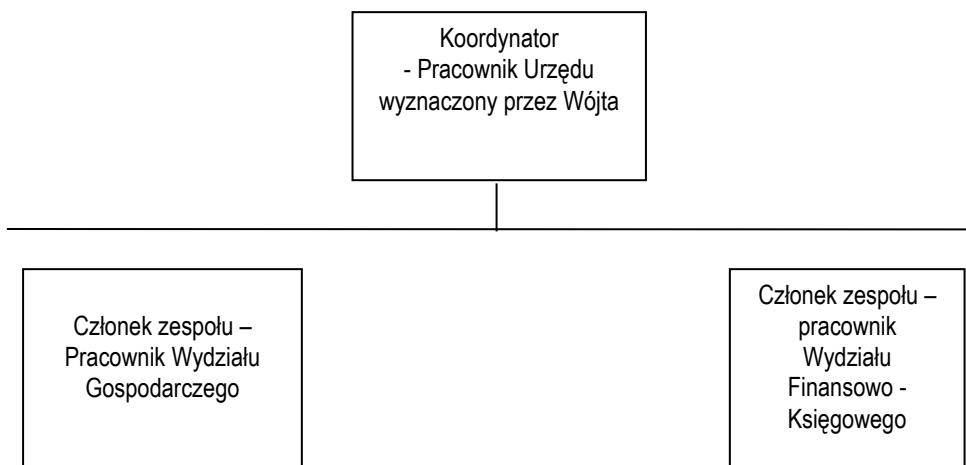 Koordynator
- Pracownik Urzędu
wyznaczony przez Wójta
Członek zespołu –
Pracownik Wydziału
Gospodarczego
Członek zespołu –
pracownik
Wydziału
Finansowo -
Księgowego